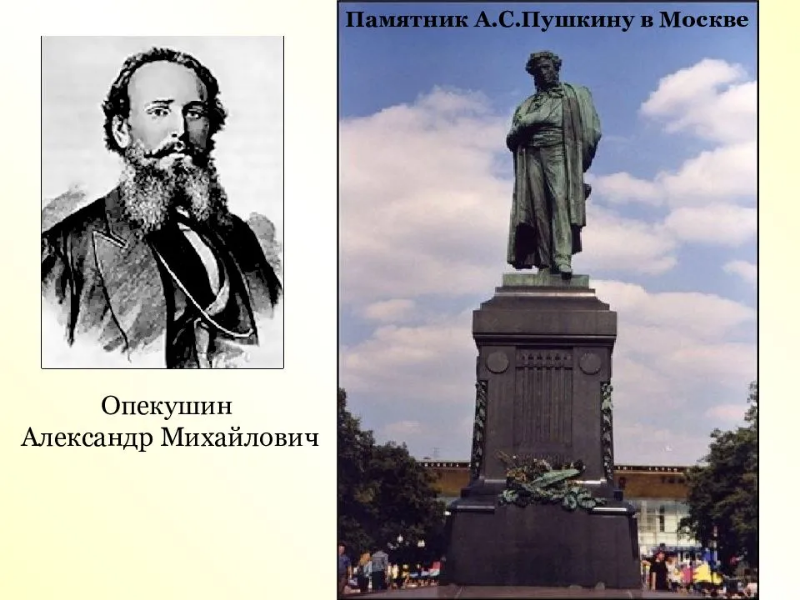 Памятник А.С.Пушкину в Москве
Опекушин
Александр Михайлович